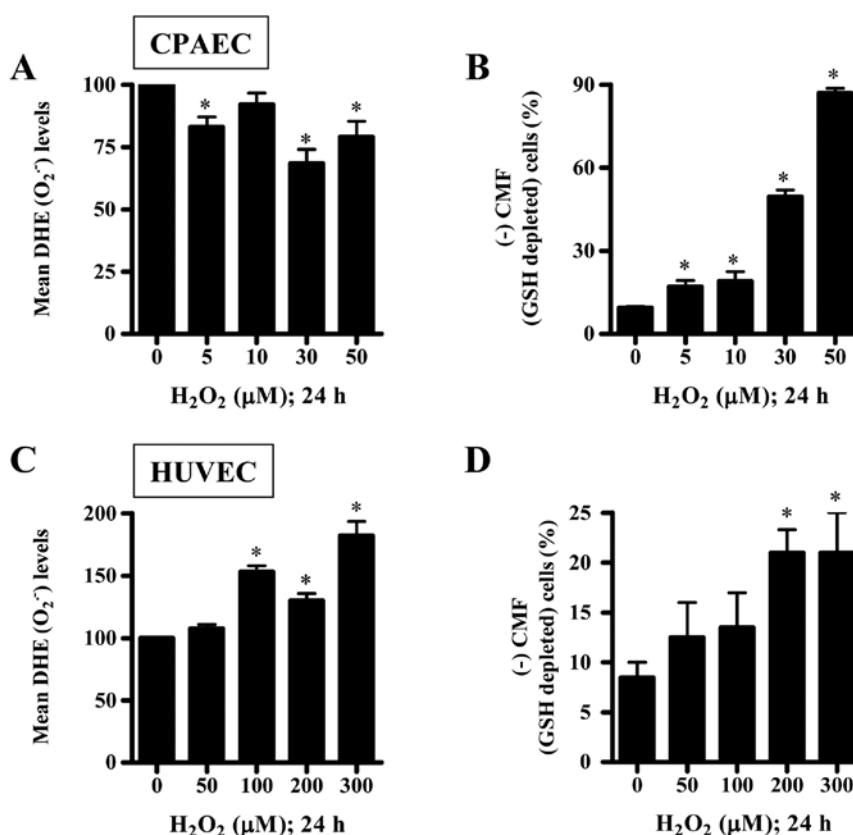 A
CPAEC
Mean DHE (O₂·⁻) levels
100
75
50
25
0
*
*
*
0 5 10 30 50
H₂O₂ (μM); 24 h
B
(-) CMF
(GSH depleted) cells (%)
90
60
30
0
*
*
*
*
0 5 10 30 50
H₂O₂ (μM); 24 h
C
HUVEC
Mean DHE (O₂·⁻) levels
200
150
100
50
0
*
*
*
0 50 100 200 300
H₂O₂ (μM); 24 h
D
(-) CMF
(GSH depleted) cells (%)
25
20
15
10
5
0
*
*
0 50 100 200 300
H₂O₂ (μM); 24 h